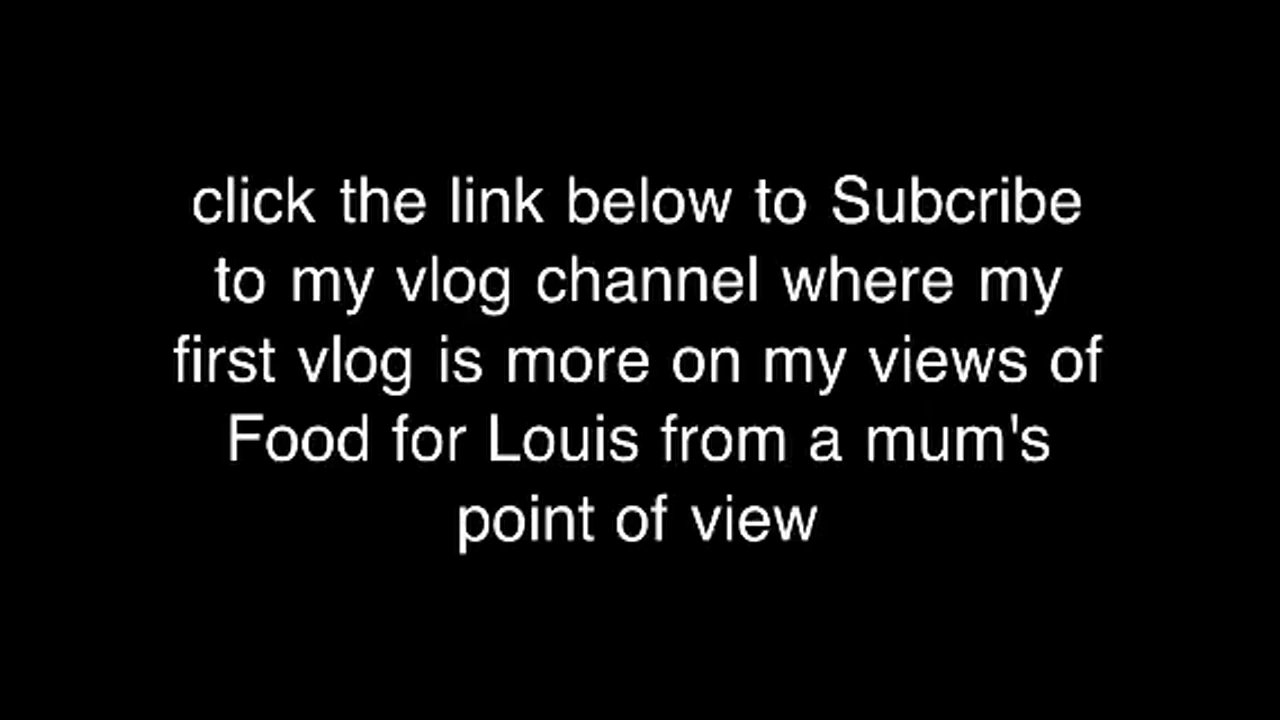 click the link below to Subcribe
to my vlog channel where my
first vlog is more on my views of
Food for Louis from a mum's
point of view